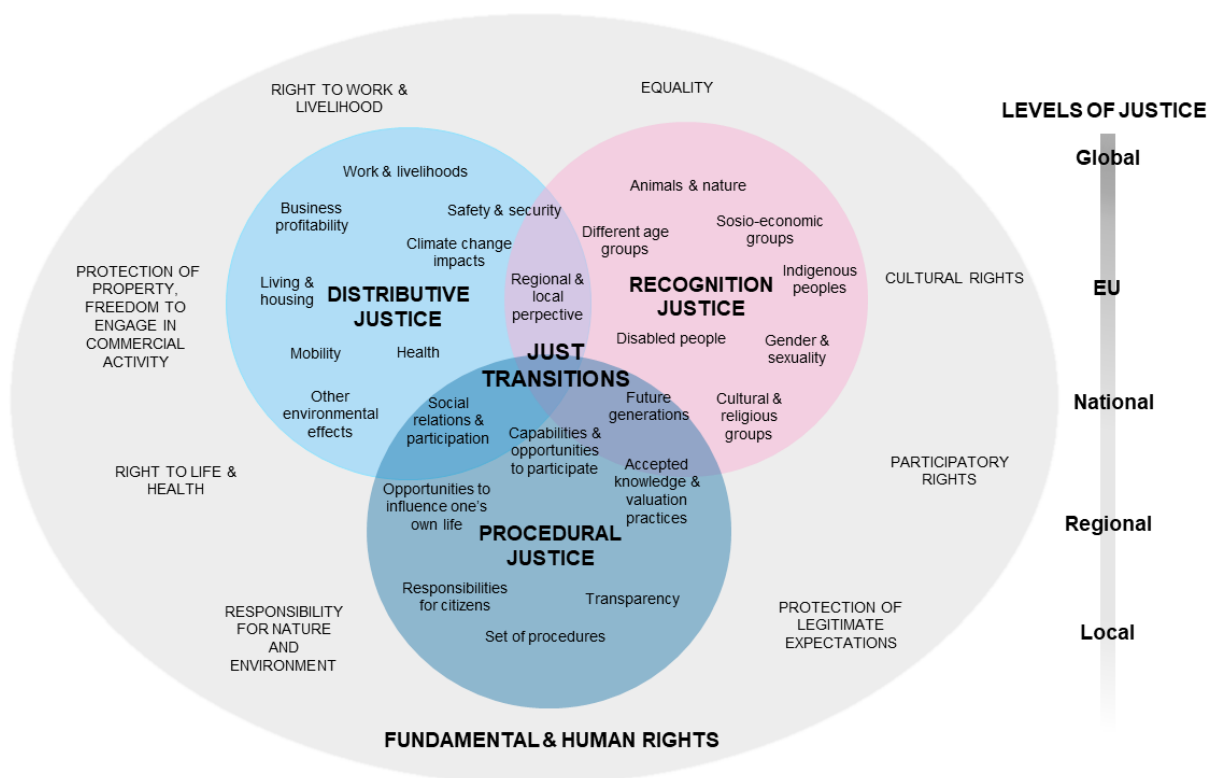 RIGHT TO WORK &
LIVELIHOOD
EQUALITY
LEVELS OF JUSTICE
Global
Work & livelihoods
Animals & nature
Business
profitability
Safety & security
Different age
groups
Sosio-economic
groups
Climate change
impacts
PROTECTION OF
PROPERTY,
FREEDOM TO
ENGAGE IN
COMMERCIAL
ACTIVITY
Living &
housing
DISTRIBUTIVE
JUSTICE
Regional &
local
perpective
RECOGNITION
JUSTICE
Indigenous
peoples
CULTURAL RIGHTS
EU
Mobility
Health
Disabled people
Gender &
sexuality
JUST
TRANSITIONS
Other
environmental
effects
Social
relations &
participation
Future
generations
Cultural &
religious
groups
National
Capabilities &
opportunities
to participate
RIGHT TO LIFE &
HEALTH
Accepted
knowledge &
valuation
practices
PARTICIPATORY
RIGHTS
Opportunities to
influence one's
own life
Regional
PROCEDURAL
JUSTICE
Responsibilities
for citizens
Transparency
RESPONSIBILITY
FOR NATURE
AND
ENVIRONMENT
Set of procedures
PROTECTION OF
LEGITIMATE
EXPECTATIONS
Local
FUNDAMENTAL & HUMAN RIGHTS